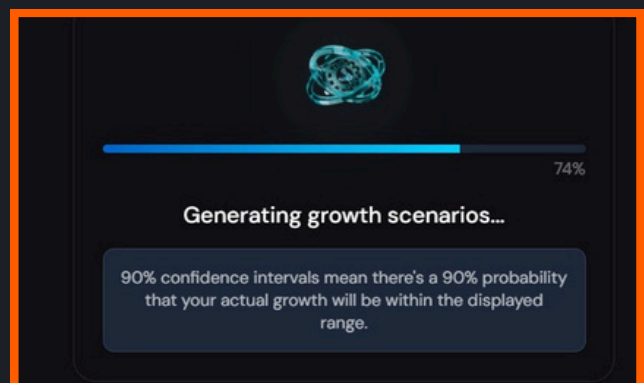 74%
Generating growth scenarios...
90% confidence intervals mean there's a 90% probability
that your actual growth will be within the displayed
range.